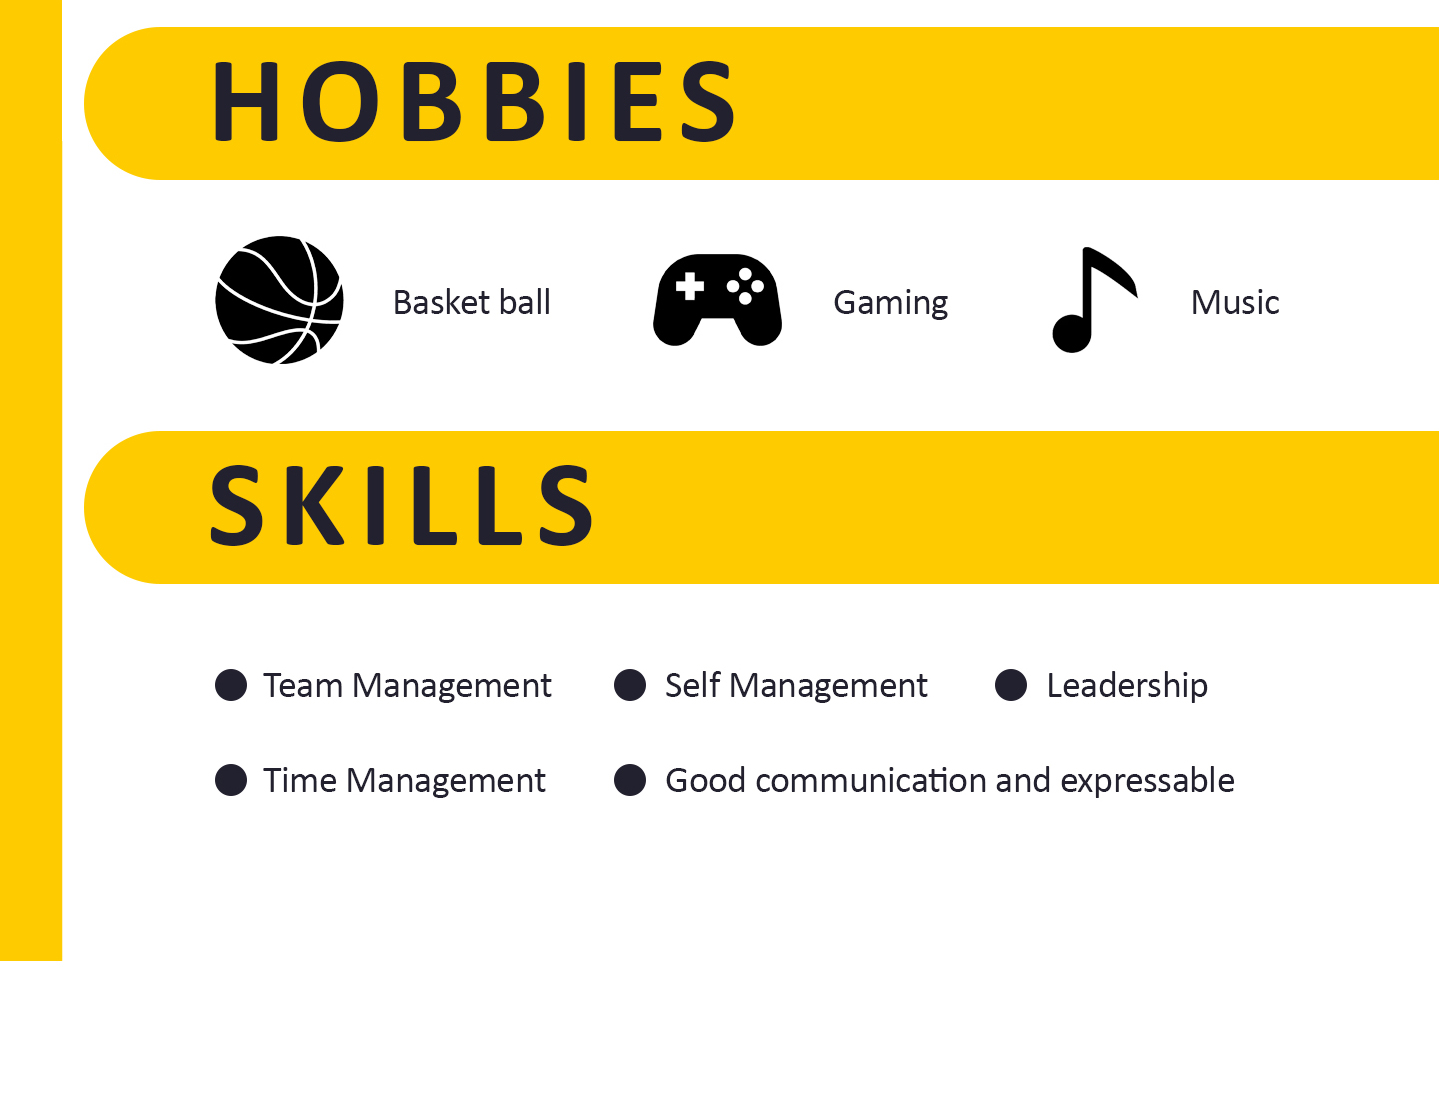 HOBBIES
Basket ball Gaming Music
SKILLS
Team Management Self Management Leadership
Time Management Good communication and expressable